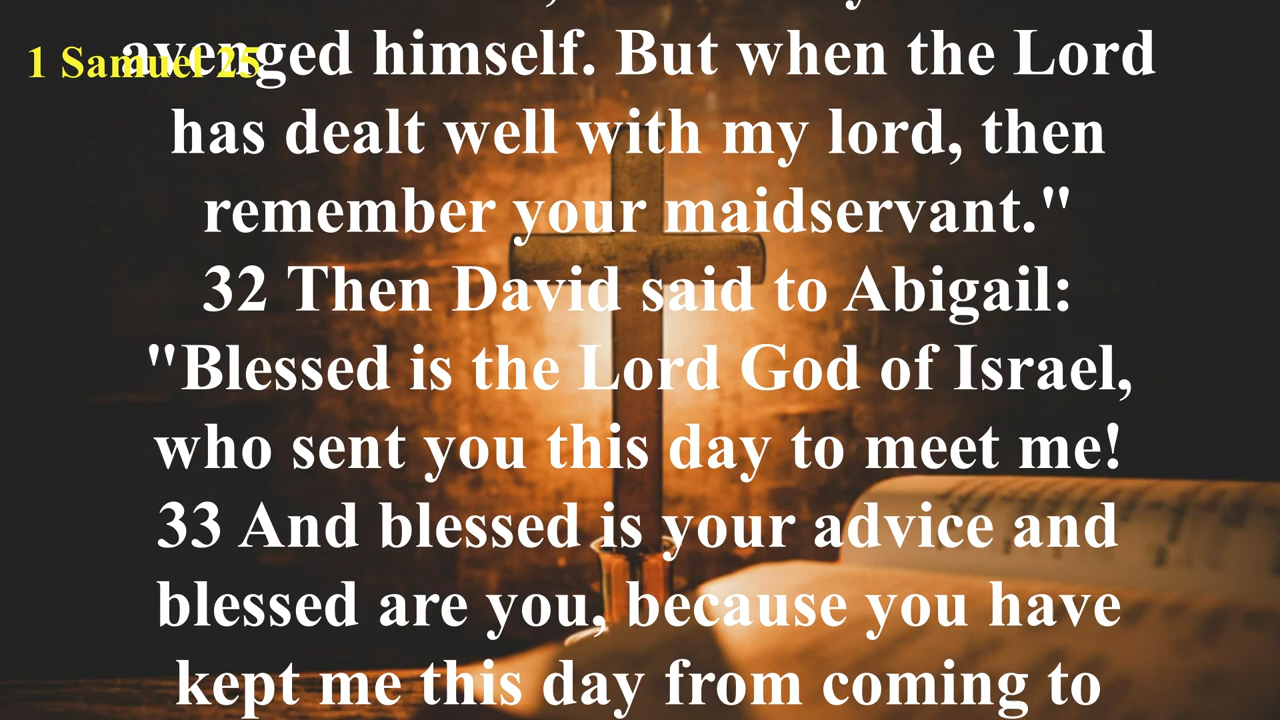 1 Samuel 25
avenged himself. But when the Lord
has dealt well with my lord, then
remember your maidservant."
32 Then David said to Abigail:
"Blessed is the Lord God of Israel,
who sent you this day to meet me!
33 And blessed is your advice and
blessed are you, because you have
kept me this day from coming to